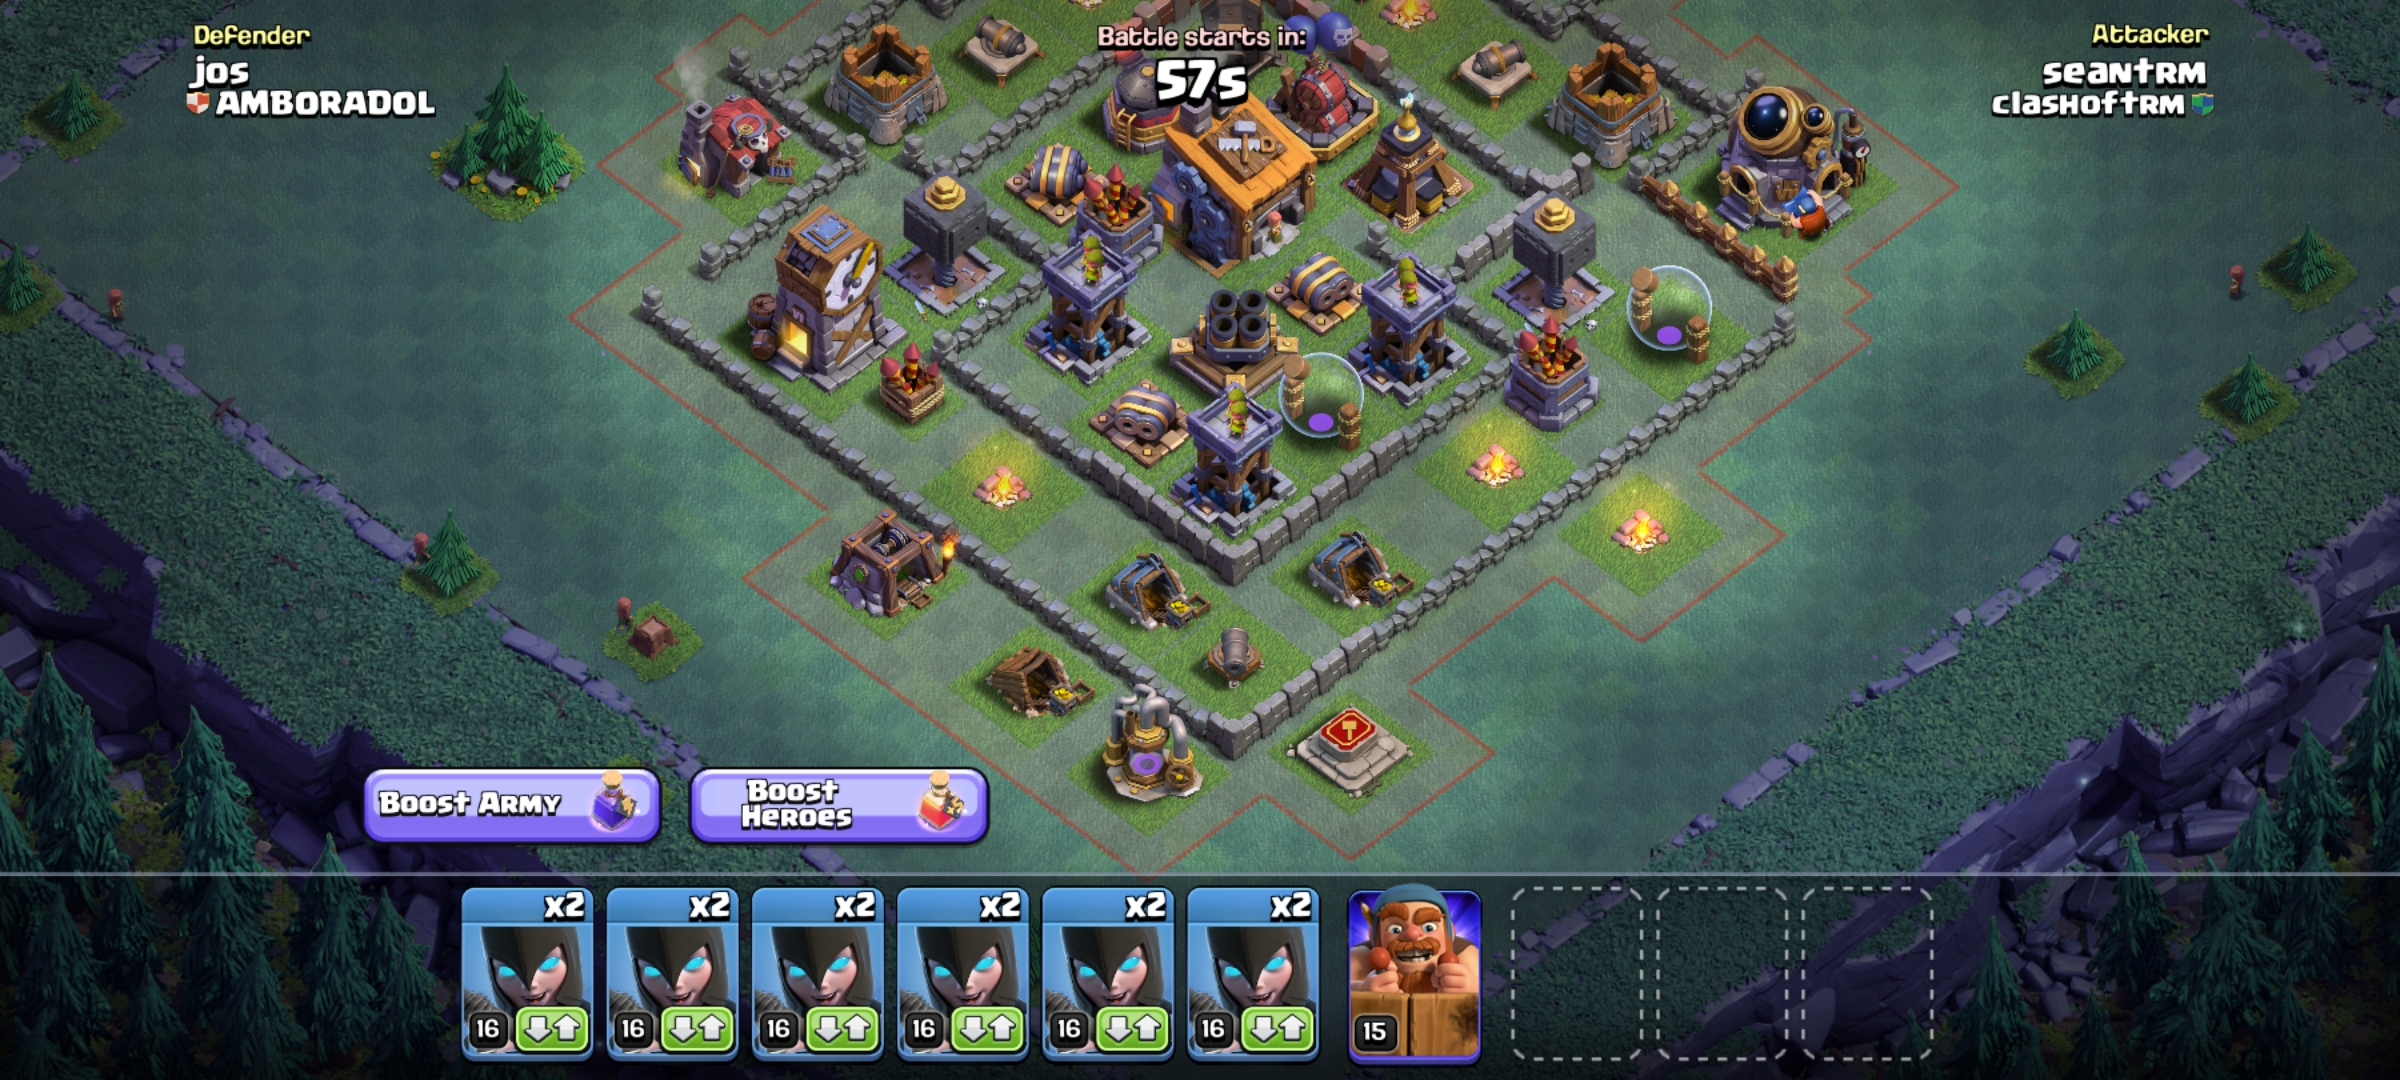 Defender
jos
AMBORADOL
Battle starts in:
57s
Attacker
seantRM
clashoftRM
Boost Army
Boost
Heroes
x2
x2
x2
x2
x2
x2
16
16
16
16
16
16
15